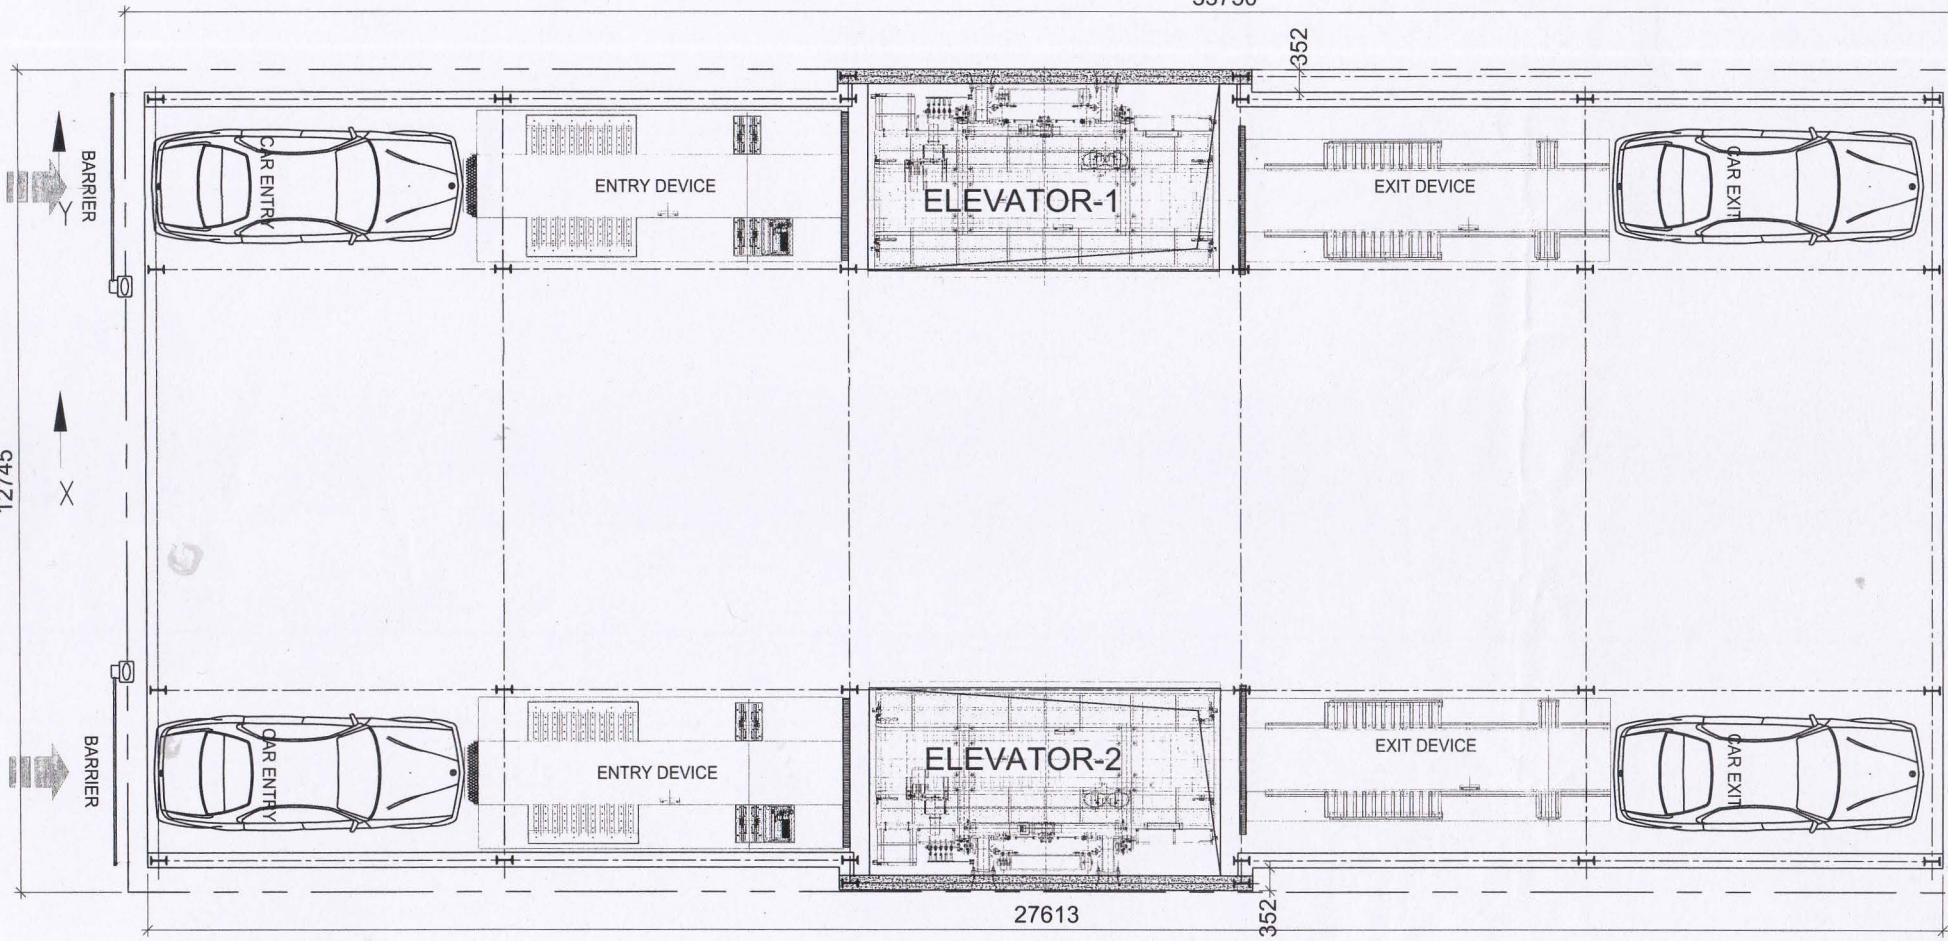 352
BARRIER
Y
CAR ENTRY
ENTRY DEVICE
ELEVATOR-1
EXIT DEVICE
CAR EXIT
12745
X
BARRIER
CAR ENTRY
ENTRY DEVICE
ELEVATOR-2
EXIT DEVICE
CAR EXIT
27613
352